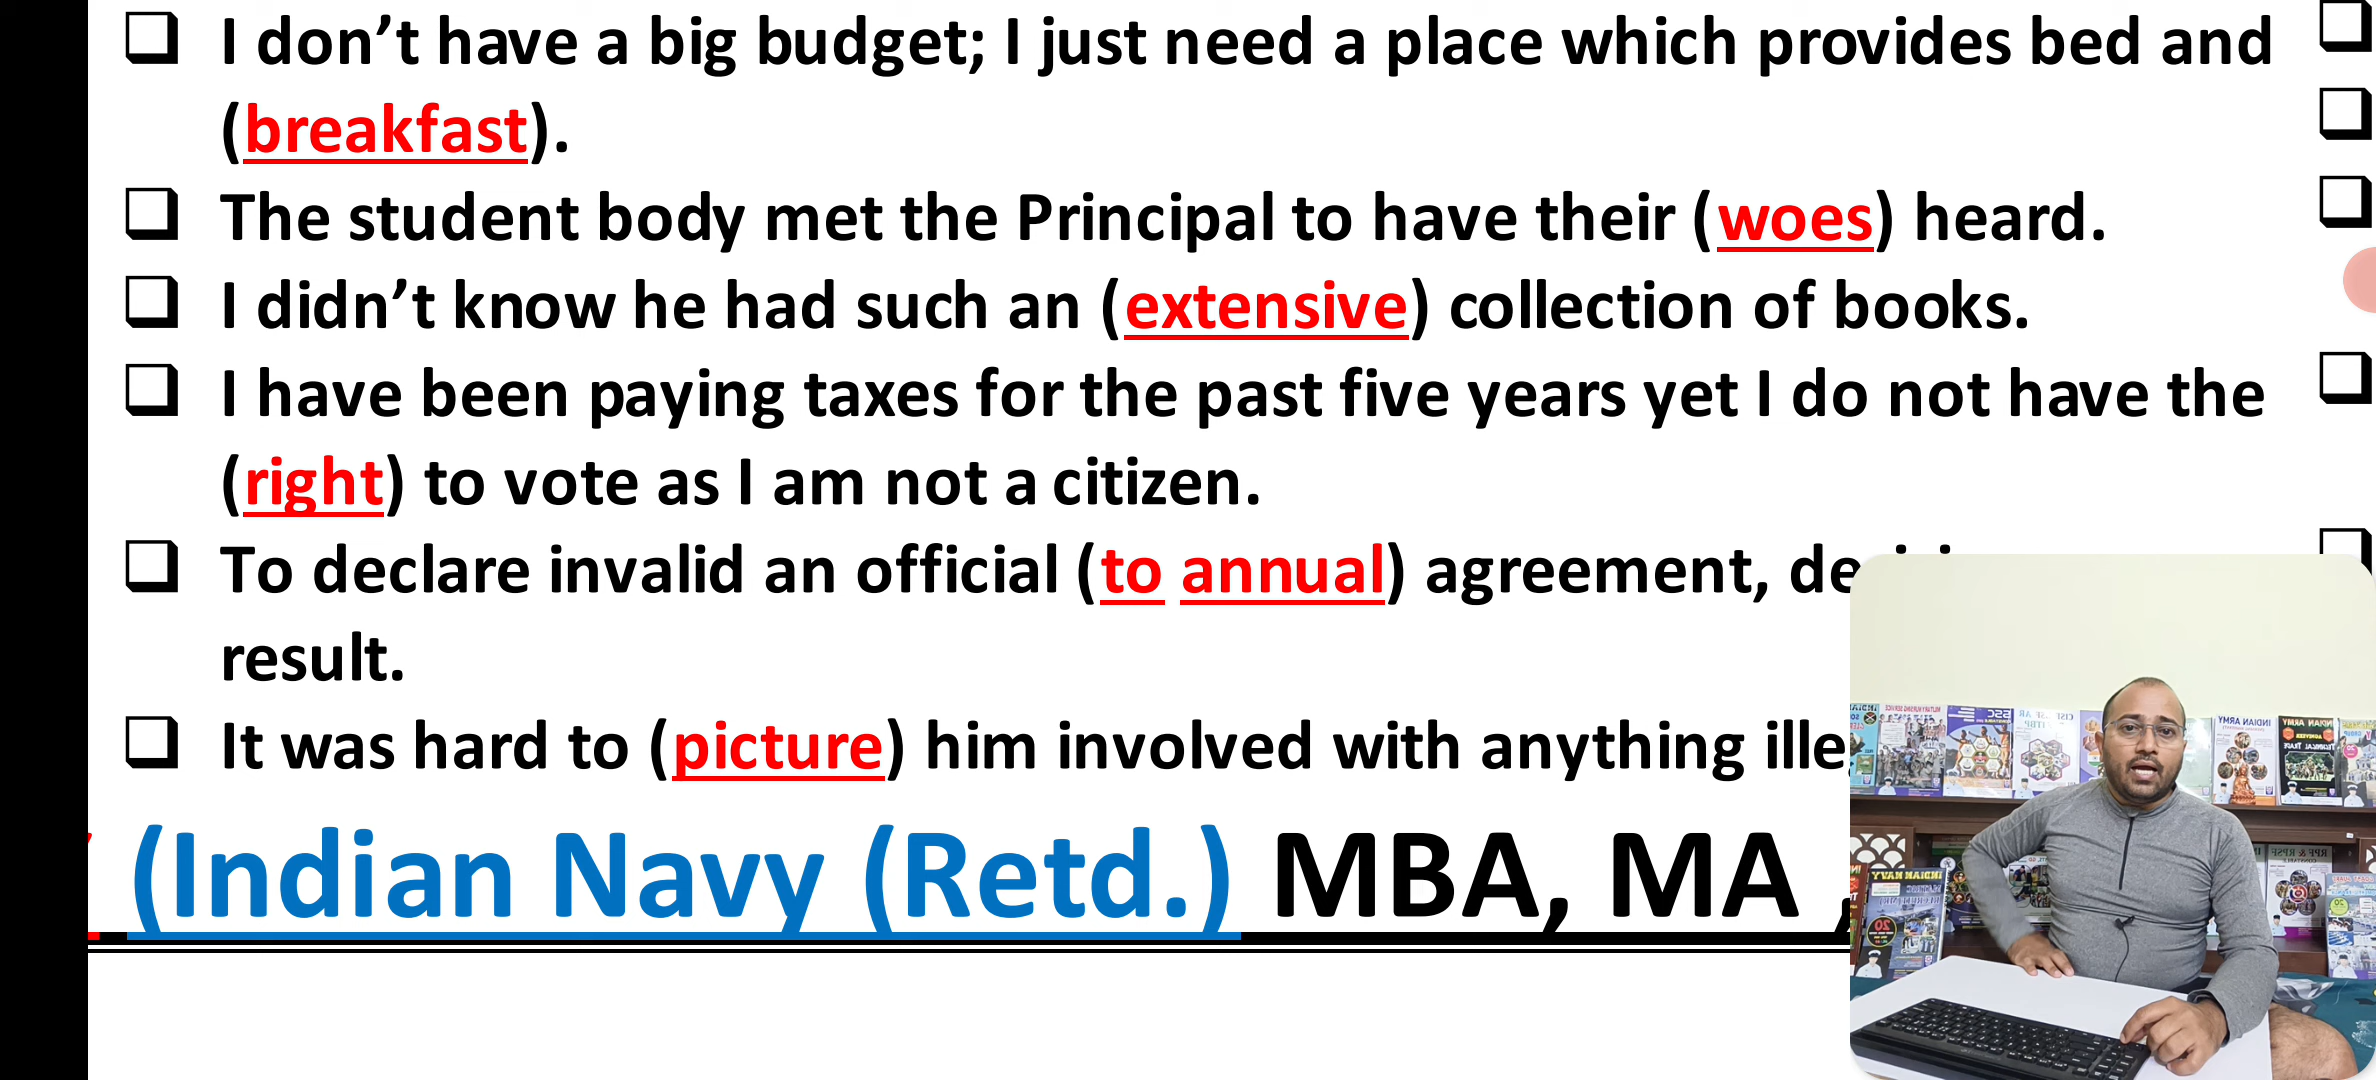 I don’t have a big budget; I just need a place which provides bed and
(breakfast).
The student body met the Principal to have their (woes) heard.
I didn’t know he had such an (extensive) collection of books.
I have been paying taxes for the past five years yet I do not have the
(right) to vote as I am not a citizen.
To declare invalid an official (to annual) agreement,
result.
It was hard to (picture) him involved with anything
(Indian Navy (Retd.) MBA, MA ,